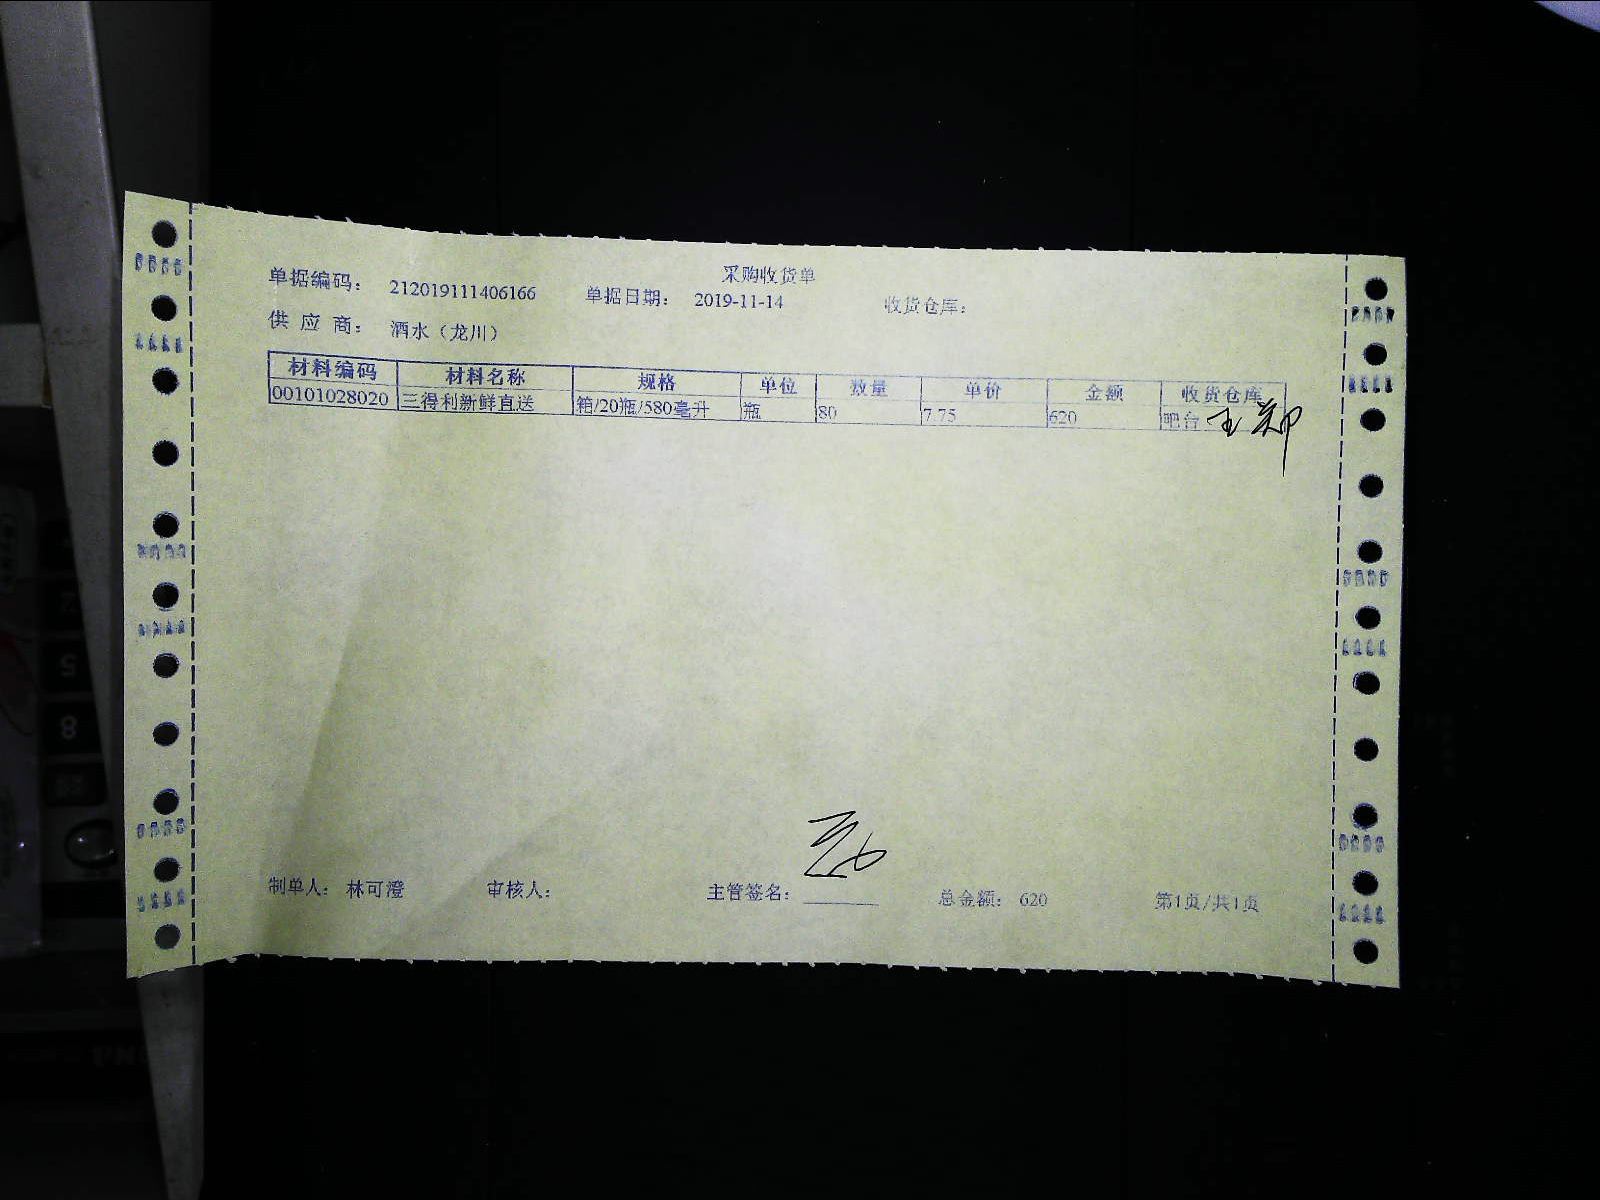 采购收货单
单据编码： 212019111406166 单据日期： 2019-11-14 收货仓库：
供 应 商： 酒水（龙川）
材料编码 材料名称 规格 单位 数量 单价 金额 收货仓库
00101028020 三得利新鲜直送 箱/20瓶/580毫升 瓶 80 7.75 620 吧台
制单人： 林可澄 审核人： 主管签名： 总金额： 620 第1页/共1页